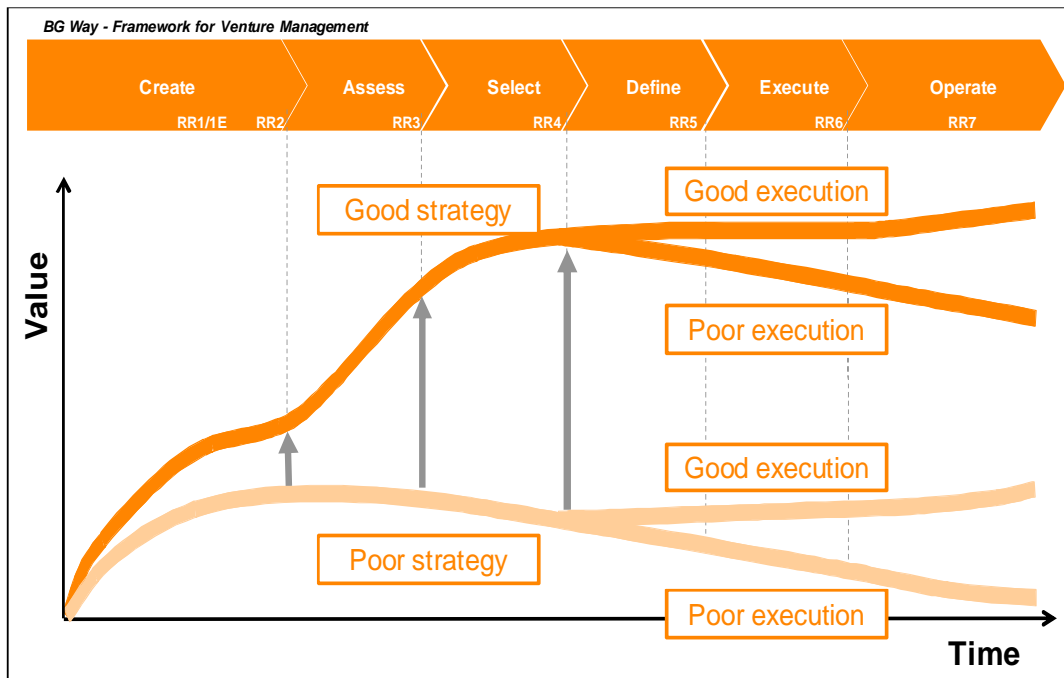 BG Way - Framework for Venture Management
Create
Assess
Select
Define
Execute
Operate
RR1/1E
RR2
RR3
RR4
RR5
RR6
RR7
Good strategy
Good execution
Poor execution
Value
Good execution
Poor strategy
Poor execution
Time